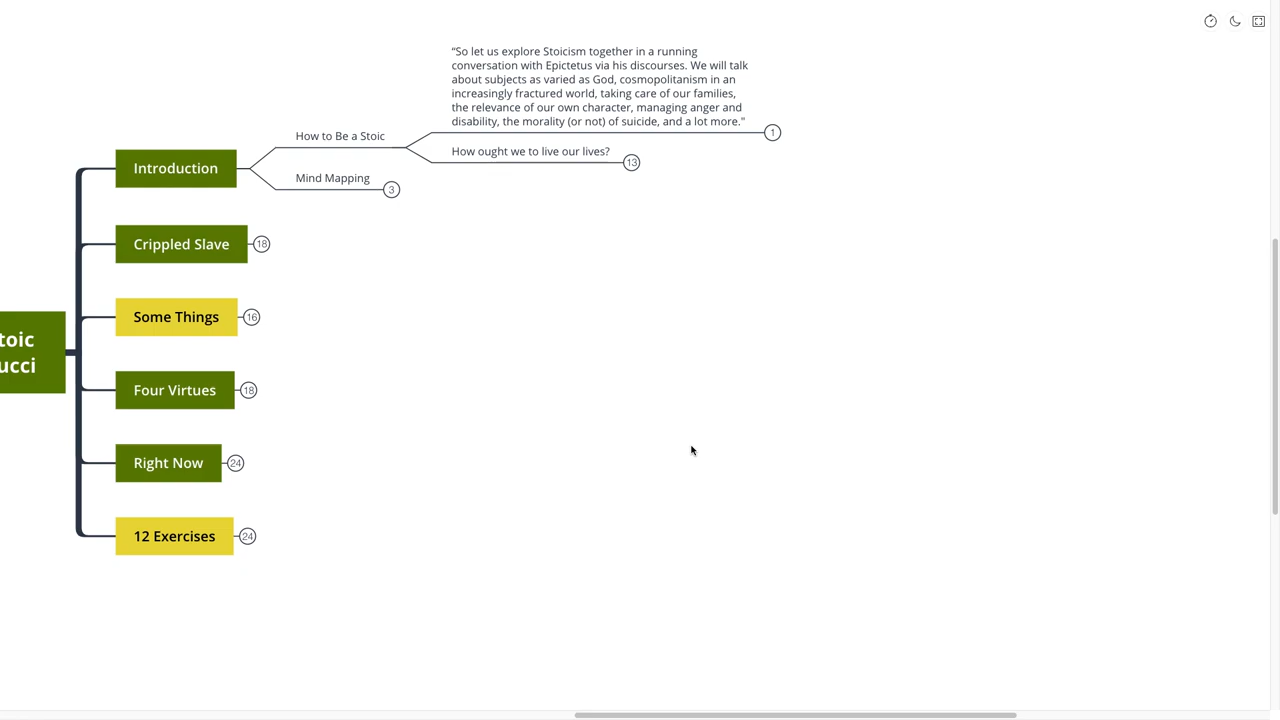 “So let us explore Stoicism together in a running
conversation with Epictetus via his discourses. We will talk
about subjects as varied as God, cosmopolitanism in an
increasingly fractured world, taking care of our families,
the relevance of our own character, managing anger and
disability, the morality (or not) of suicide, and a lot more."
1
How to Be a Stoic
How ought we to live our lives?
13
Introduction
Mind Mapping
3
Crippled Slave
18
Some Things
16
toic
ucci
Four Virtues
18
Right Now
24
12 Exercises
24